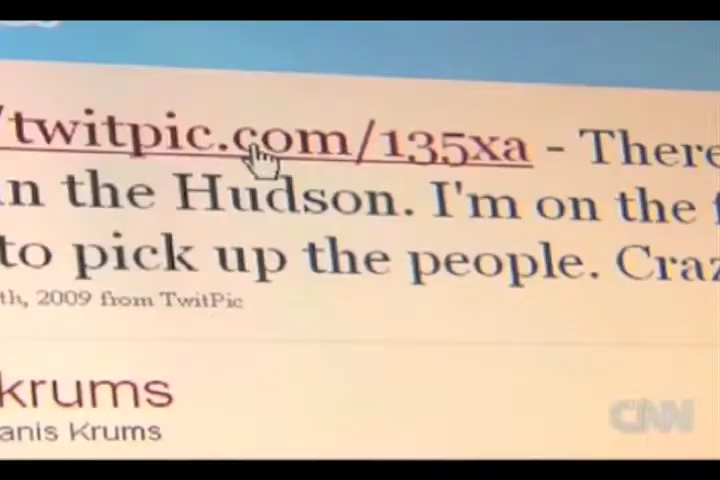 /twitpic.com/135xa - There
in the Hudson. I'm on the f
to pick up the people. Craz
th, 2009 from TwitPic
krums
anis Krums
CNN